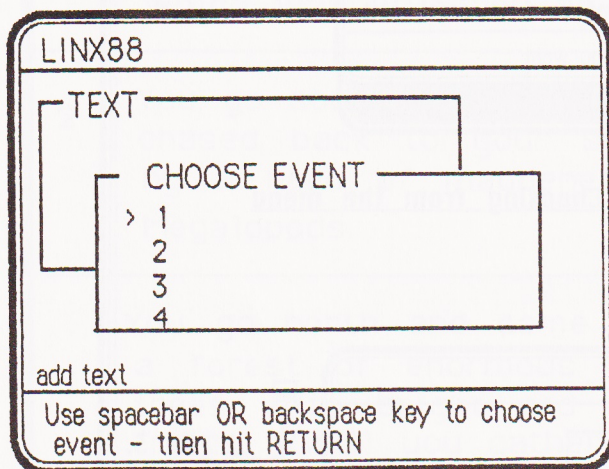 LINX88
TEXT
CHOOSE EVENT
> 1
2
3
4
add text
Use spacebar OR backspace key to choose
event - then hit RETURN